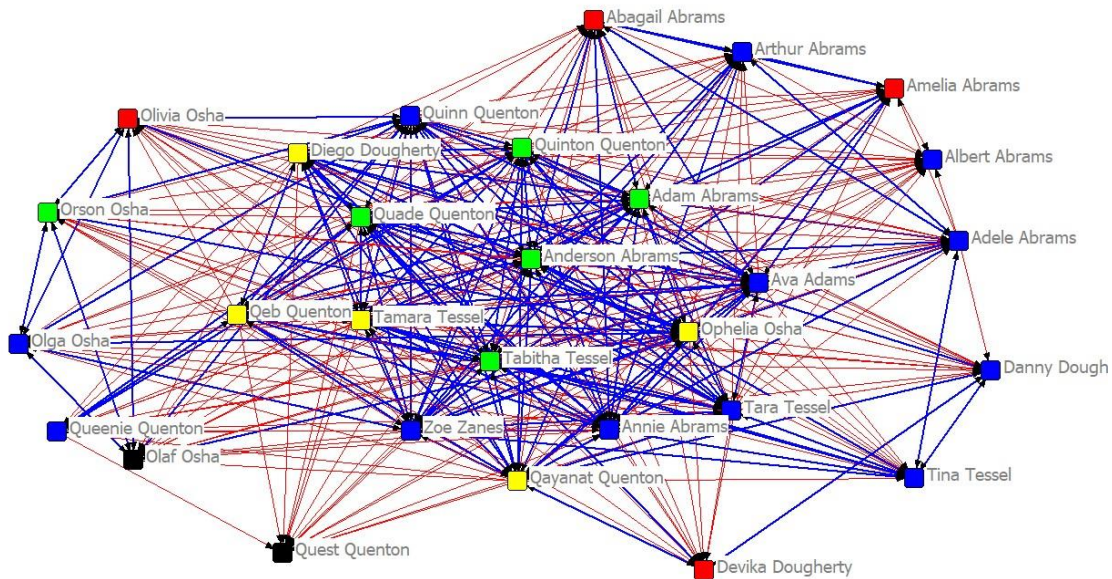 Abagail Abrams
Arthur Abrams
Amelia Abrams
Olivia Osha
Quinn Quenton
Diego Dougherty
Quinton Quenton
Albert Abrams
Adam Abrams
Orson Osha
Quade Quenton
Adele Abrams
Anderson Abrams
Ava Adams
Qeb Quenton
Tamara Tessel
Ophelia Osha
Olga Osha
Tabitha Tessel
Danny Dough
Tara Tessel
Queenie Quenton
Zoe Zanes
Annie Abrams
Olaf Osha
Qayanat Quenton
Tina Tessel
Quest Quenton
Devika Dougherty